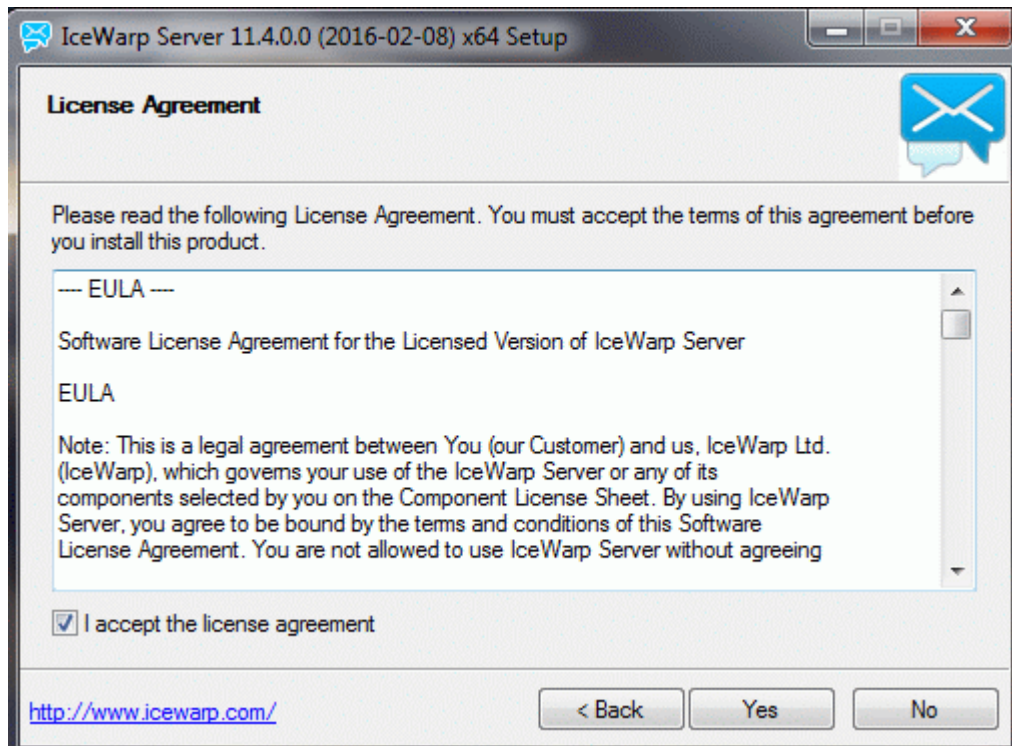 IceWarp Server 11.4.0.0 (2016-02-08) x64 Setup
License Agreement
Please read the following License Agreement. You must accept the terms of this agreement before
you install this product.
---- EULA ----
Software License Agreement for the Licensed Version of IceWarp Server
EULA
Note: This is a legal agreement between You (our Customer) and us, IceWarp Ltd.
(IceWarp), which governs your use of the IceWarp Server or any of its
components selected by you on the Component License Sheet. By using IceWarp
Server, you agree to be bound by the terms and conditions of this Software
License Agreement. You are not allowed to use IceWarp Server without agreeing
I accept the license agreement
http://www.icewarp.com/
< Back
Yes
No